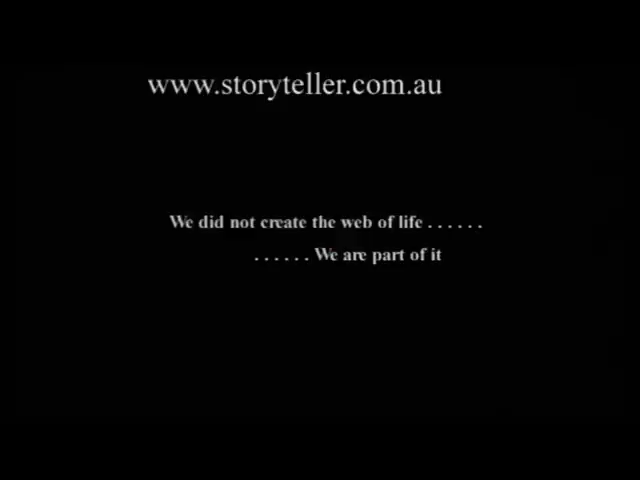 www.storyteller.com.au
We did not create the web of life . . . . . .
. . . . . . We are part of it